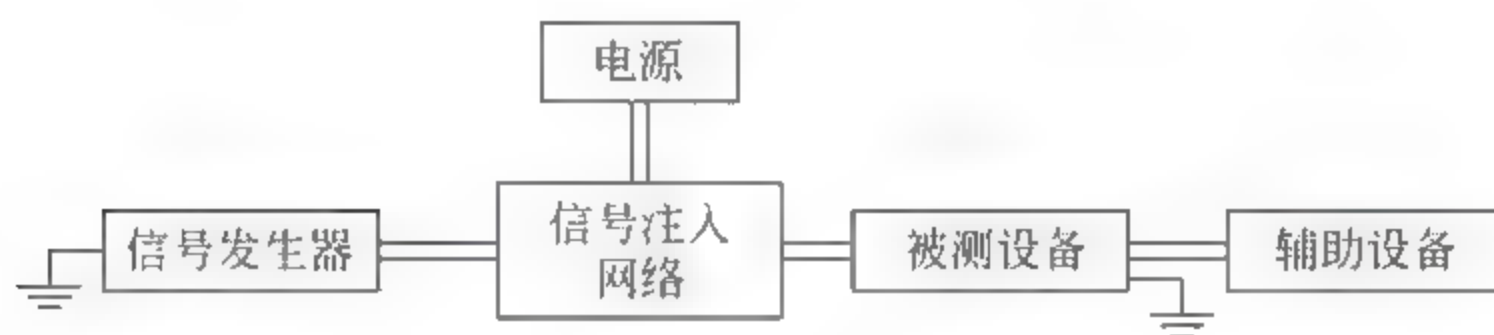 电源
信号发生器
信号注入
网络
被测设备
辅助设备